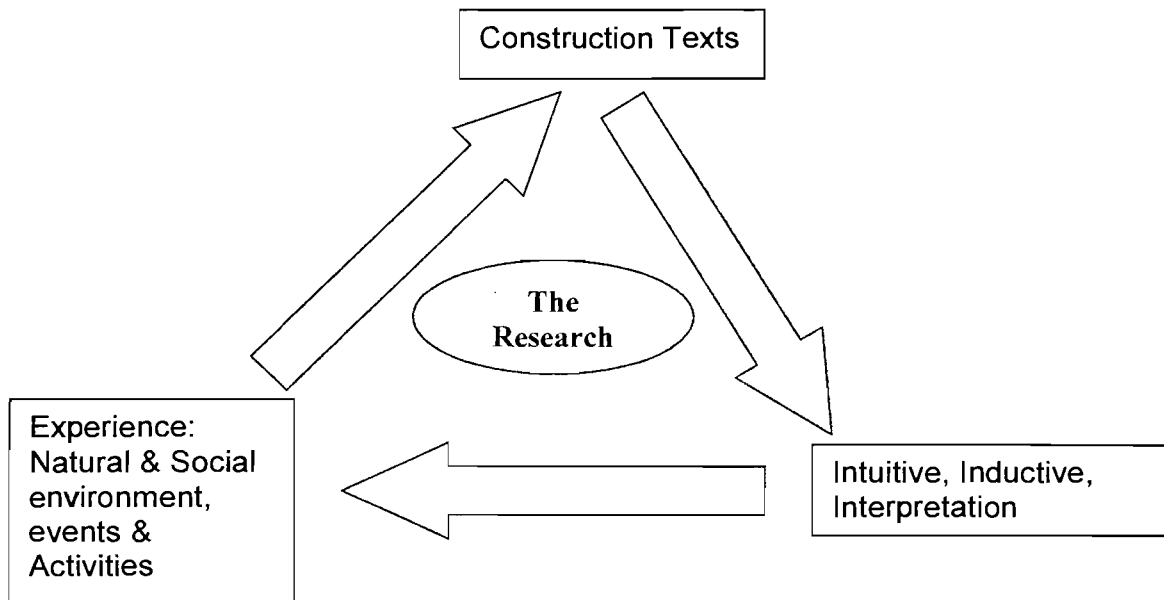 Construction Texts
The
Research
Experience:
Natural & Social
environment,
events &
Activities
Intuitive, Inductive,
Interpretation